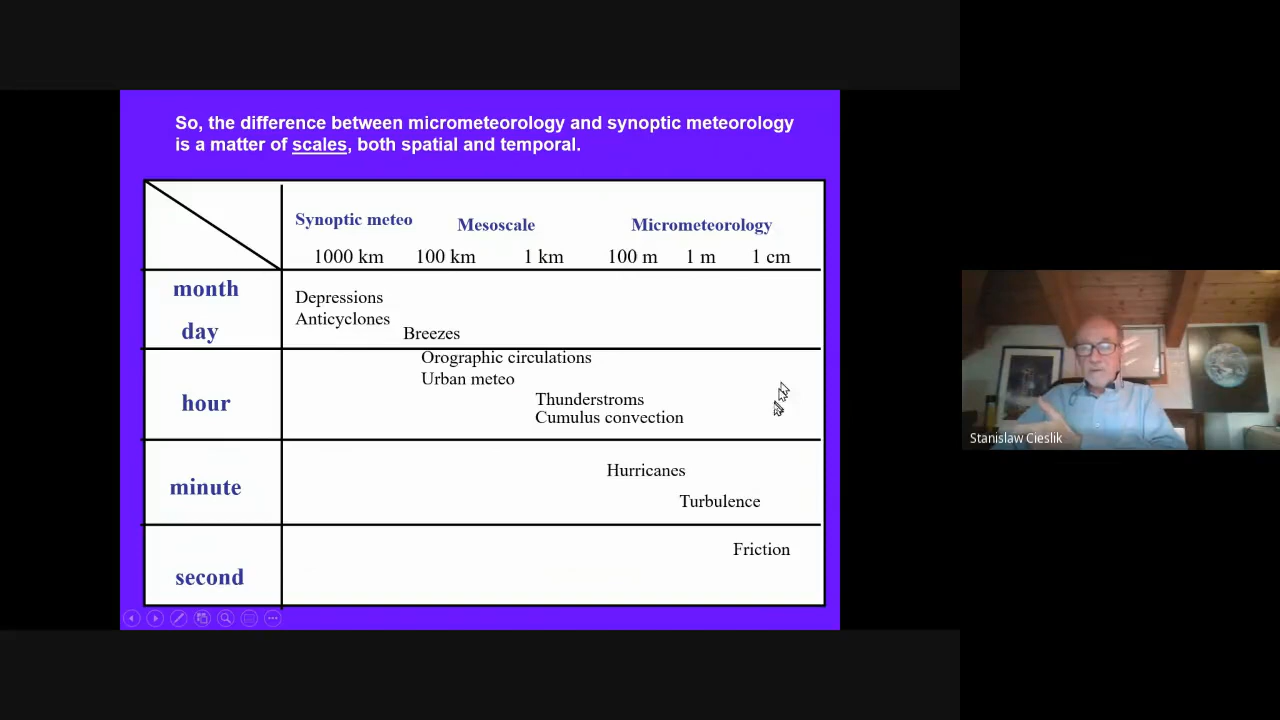 So, the difference between micrometeorology and synoptic meteorology
is a matter of scales, both spatial and temporal.
Synoptic meteo Mesoscale Micrometeorology
1000 km 100 km 1 km 100 m 1 m 1 cm
month
Depressions
day
Anticyclones
Breezes
Orographic circulations
Urban meteo
hour
Thunderstroms
Cumulus convection
Hurricanes
minute
Turbulence
Friction
second
Stanislaw Cieslik